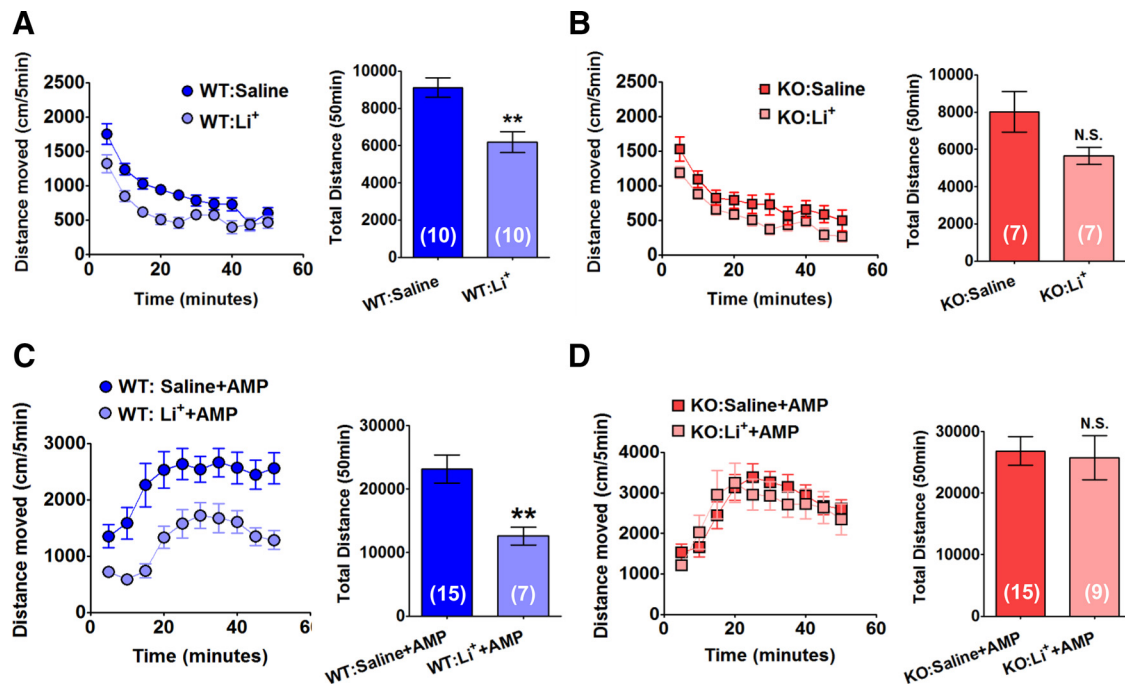 A
Distance moved (cm/5min)
2500
2000
1500
1000
500
0
0
20
40
60
Time (minutes)
WT:Saline
WT:Li+
Total Distance (50min)
10000
8000
6000
4000
2000
0
**
(10)
(10)
WT:Saline
WT:Li+
B
Distance moved (cm/5min)
2500
2000
1500
1000
500
0
0
20
40
60
Time (minutes)
KO:Saline
KO:Li+
Total Distance (50min)
10000
8000
6000
4000
2000
0
N.S.
(7)
(7)
KO:Saline
KO:Li+
C
WT: Saline+AMP
WT: Li++AMP
Distance moved (cm/5min)
3000
2000
1000
0
0
20
40
60
Time (minutes)
Total Distance (50min)
30000
20000
10000
0
**
(15)
(7)
WT:Saline+AMP
WT:Li++AMP
D
KO:Saline+AMP
KO:Li++AMP
Distance moved (cm/5min)
4000
3000
2000
1000
0
0
20
40
60
Time (minutes)
Total Distance (50min)
30000
20000
10000
0
N.S.
(15)
(9)
KO:Saline+AMP
KO:Li++AMP